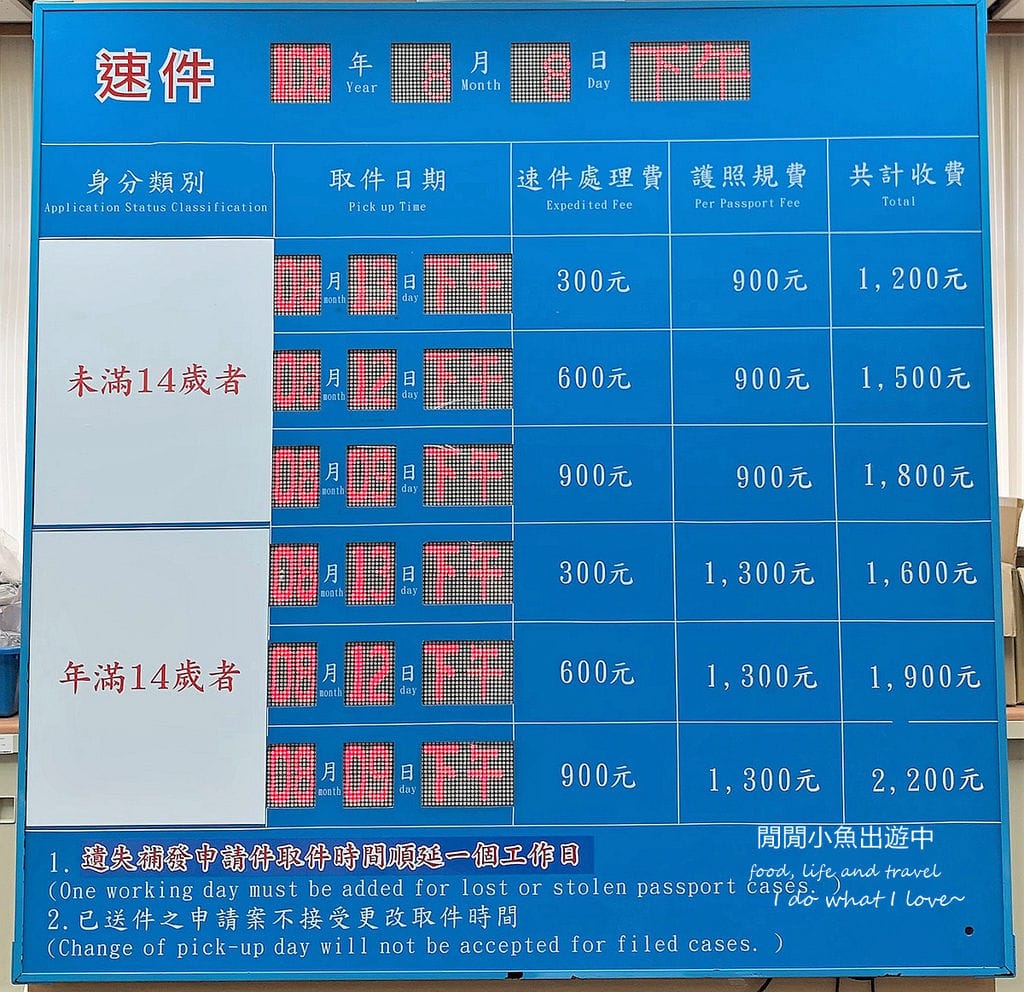 速件 108 年 8 月 8 日 下午
Year Month Day
身分類別 取件日期 速件處理費 護照規費 共計收費
Application Status Classification Pick up Time Expedited Fee Per Passport Fee Total
08 月 month 13 日 day 下午 300元 900元 1,200元
未滿14歲者 08 月 month 12 日 day 下午 600元 900元 1,500元
08 月 month 09 日 day 下午 900元 900元 1,800元
08 月 month 13 日 day 下午 300元 1,300元 1,600元
年滿14歲者 08 月 month 12 日 day 下午 600元 1,300元 1,900元
08 月 month 09 日 day 下午 900元 1,300元 2,200元
1. 遺失補發申請件取件時間順延一個工作日
(One working day must be added for lost or stolen passport cases. )
2.已送件之申請案不接受更改取件時間
(Change of pick-up day will not be accepted for filed cases. )
閒閒小魚出遊中
food, life and travel
I do what I love~